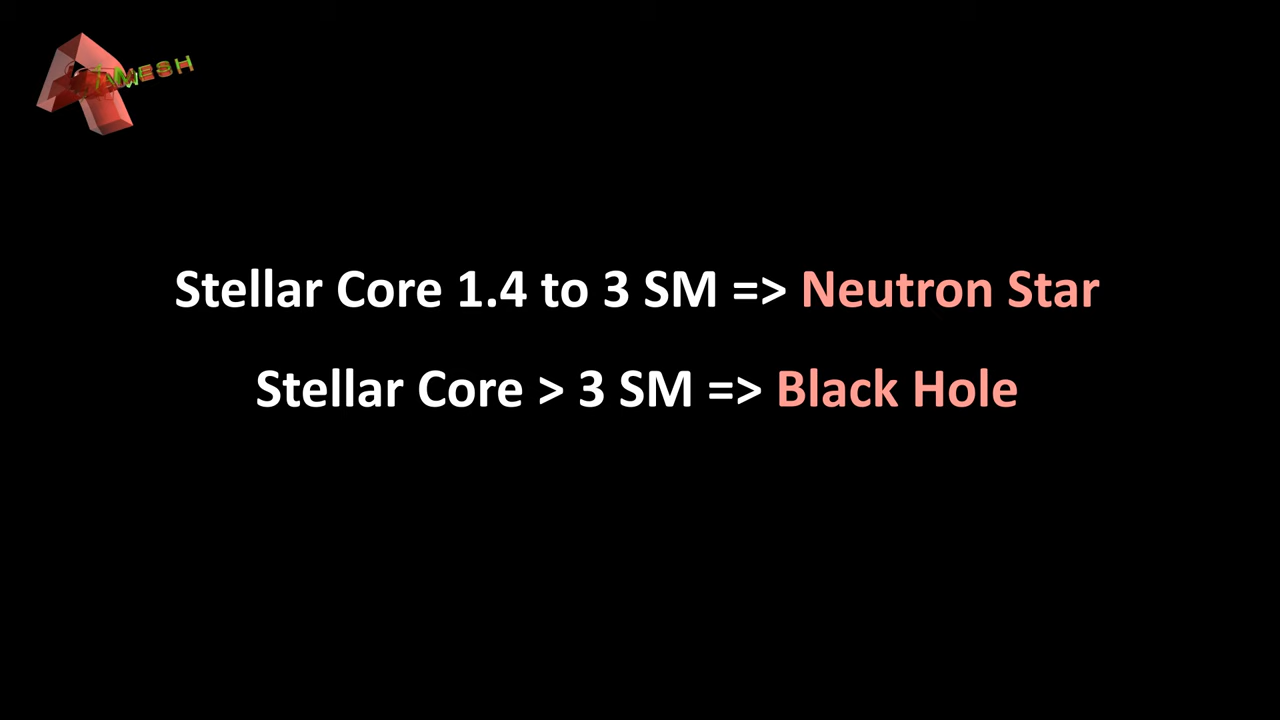 Stellar Core 1.4 to 3 SM => Neutron Star
Stellar Core > 3 SM => Black Hole